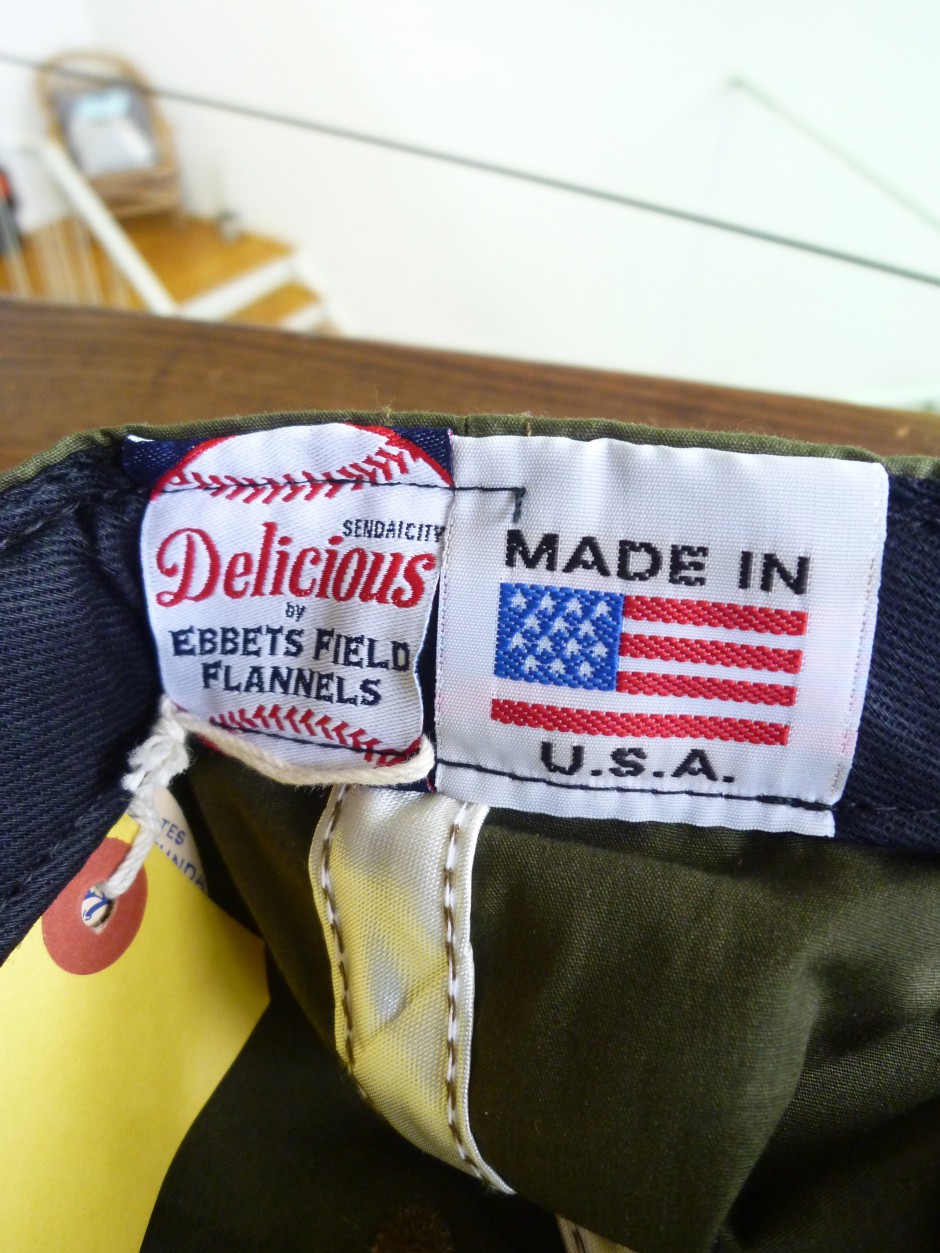 SENDAICITY
Delicious
by
EBBETS FIELD
FLANNELS
MADE IN
U.S.A.